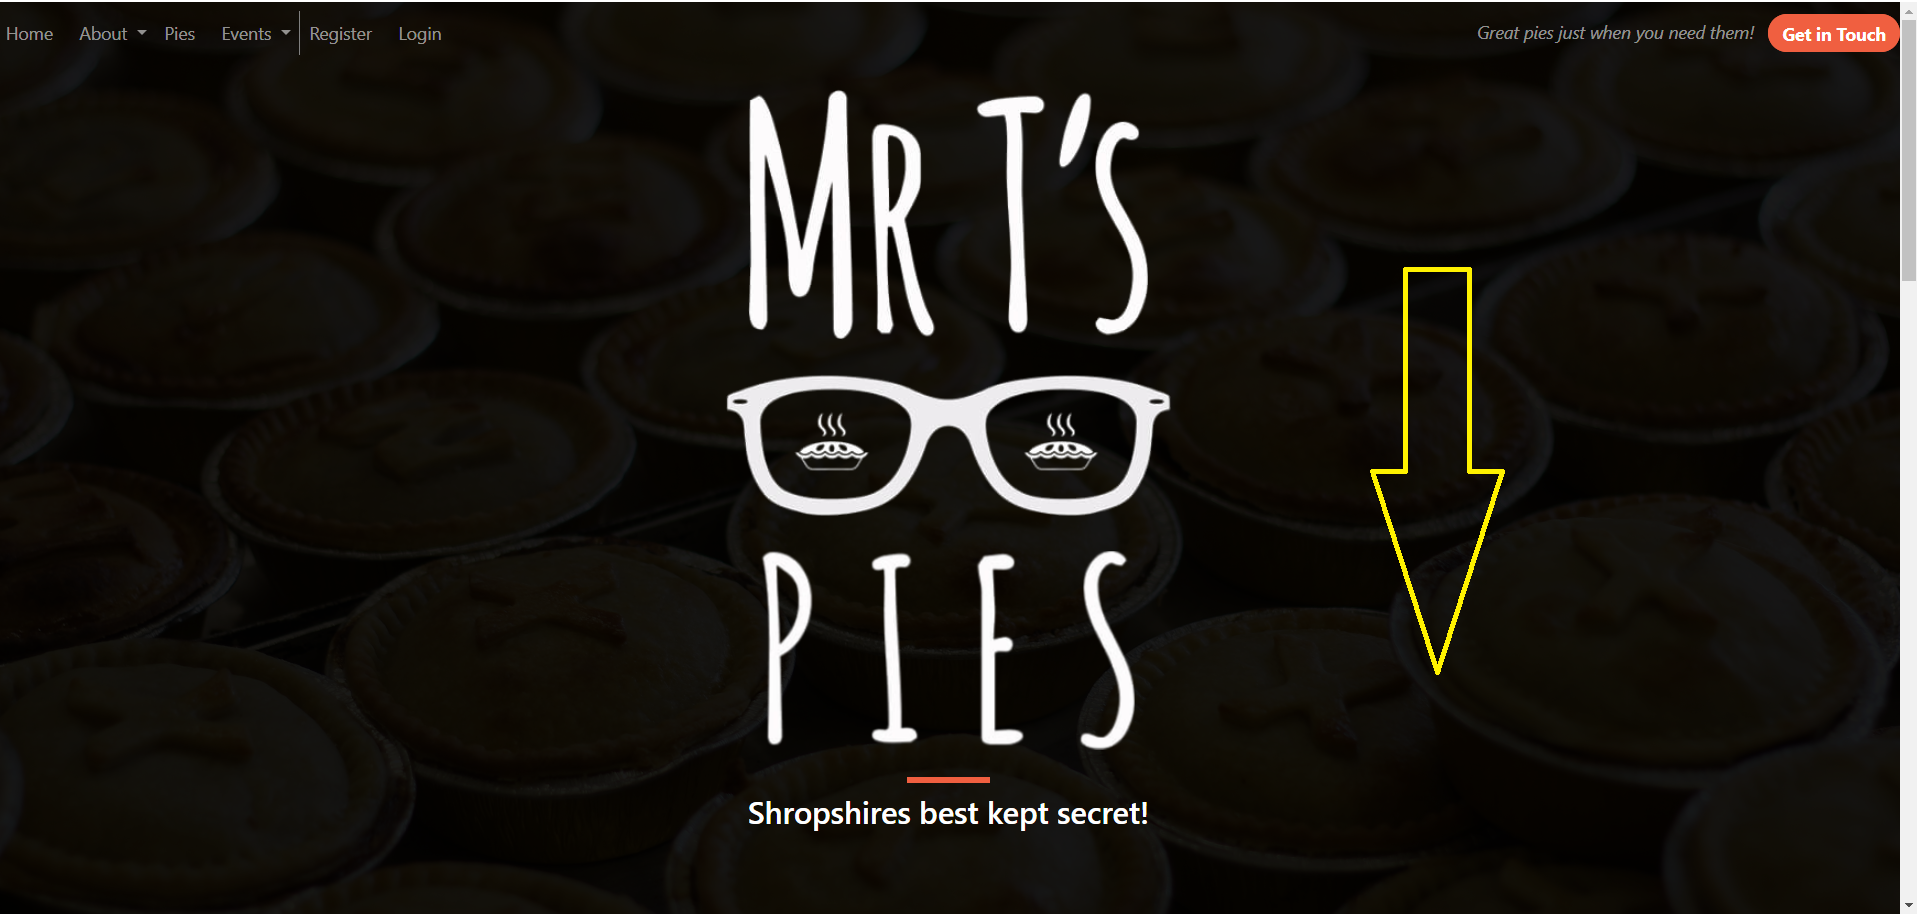 Home About Pies Events Register Login Great pies just when you need them! Get in Touch
MR T'S
PIES
Shropshires best kept secret!